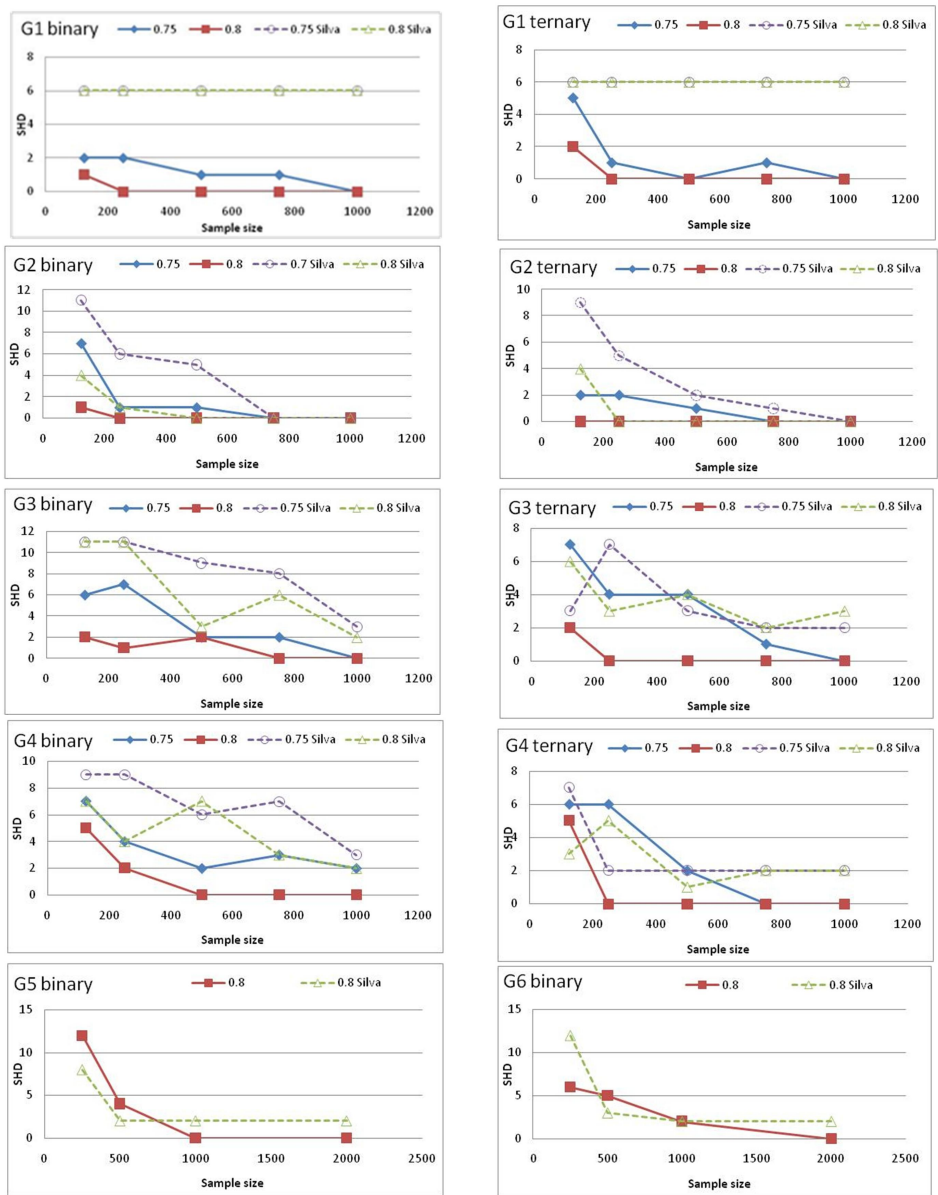 G1 binary 0.75 0.8 0.75 Silva 0.8 Silva
8
6
4
2
0
SHD
0 200 400 600 800 1000 1200
Sample size
G1 ternary 0.75 0.8 0.75 Silva 0.8 Silva
8
6
4
2
0
SHD
0 200 400 600 800 1000 1200
Sample size
G2 binary 0.75 0.8 0.7 Silva 0.8 Silva
12
10
8
6
4
2
0
SHD
0 200 400 600 800 1000 1200
Sample size
G2 ternary 0.75 0.8 0.75 Silva 0.8 Silva
10
8
6
4
2
0
SHD
0 200 400 600 800 1000 1200
Sample size
G3 binary 0.75 0.8 0.75 Silva 0.8 Silva
12
10
8
6
4
2
0
SHD
0 200 400 600 800 1000 1200
Sample size
G3 ternary 0.75 0.8 0.75 Silva 0.8 Silva
8
6
4
2
0
SHD
0 200 400 600 800 1000 1200
Sample size
G4 binary 0.75 0.8 0.75 Silva 0.8 Silva
10
8
6
4
2
0
SHD
0 200 400 600 800 1000 1200
Sample size
G4 ternary 0.75 0.8 0.75 Silva 0.8 Silva
8
6
4
2
0
SHD
0 200 400 600 800 1000 1200
Sample size
G5 binary 0.8 0.8 Silva
15
10
5
0
SHD
0 500 1000 1500 2000 2500
Sample size
G6 binary 0.8 0.8 Silva
15
10
5
0
SHD
0 500 1000 1500 2000 2500
Sample size